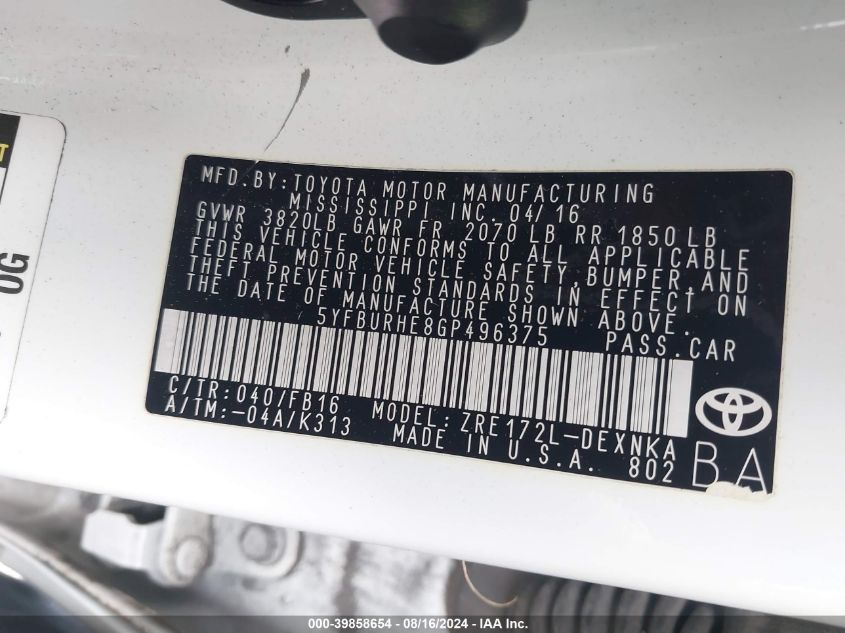 T
OG
MFD.BY:TOYOTA MOTOR MANUFACTURING
MISSISSIPPI INC. 04/16
GVWR 3820LB GAWR FR 2070LB RR 1850LB
THIS VEHICLE CONFORMS TO ALL APPLICABLE
FEDERAL MOTOR VEHICLE SAFETY, BUMPER, AND
THEFT PREVENTION STANDARDS IN EFFECT ON
THE DATE OF MANUFACTURE SHOWN ABOVE.
5YFBURHE8GP496375 PASS.CAR
C/TR:040/FB16 MODEL:ZRE172L-DEXNKA
A/TM:-04A/K313 MADE IN U.S.A. 802
BA
000-39858654 - 08/16/2024 - IAA Inc.